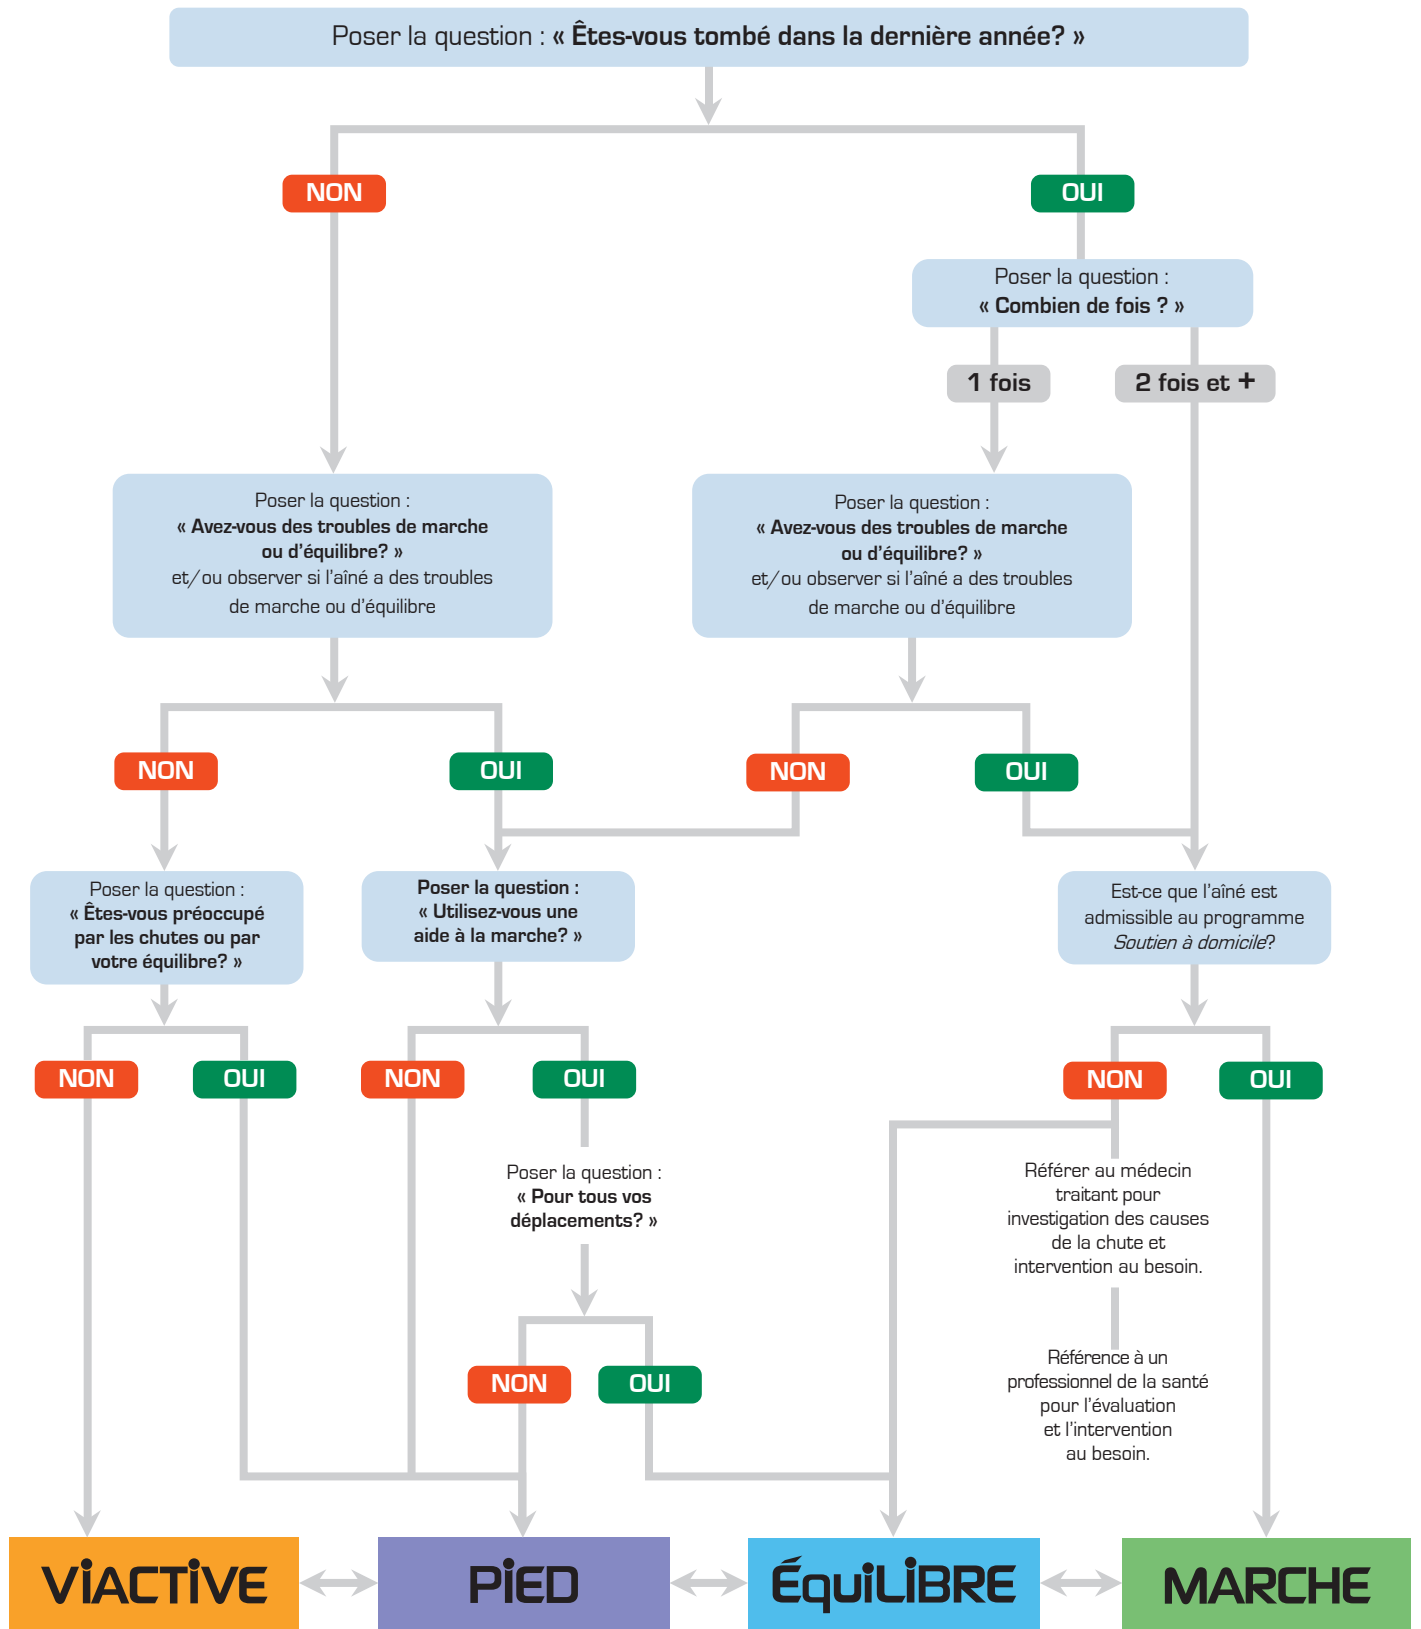 Poser la question : « Êtes-vous tombé dans la dernière année? »
NON
OUI
Poser la question :
« Combien de fois ? »
1 fois
2 fois et +
Poser la question :
« Avez-vous des troubles de marche
ou d’équilibre? »
et/ou observer si l’aîné a des troubles
de marche ou d’équilibre
Poser la question :
« Avez-vous des troubles de marche
ou d’équilibre? »
et/ou observer si l’aîné a des troubles
de marche ou d’équilibre
NON
OUI
NON
OUI
Poser la question :
« Êtes-vous préoccupé
par les chutes ou par
votre équilibre? »
Poser la question :
« Utilisez-vous une
aide à la marche? »
Est-ce que l’aîné est
admissible au programme
Soutien à domicile?
NON
OUI
NON
OUI
NON
OUI
Poser la question :
« Pour tous vos
déplacements? »
Référer au médecin
traitant pour
investigation des causes
de la chute et
intervention au besoin.
NON
OUI
Référence à un
professionnel de la santé
pour l’évaluation
et l’intervention
au besoin.
ViACTiVE
PiED
ÉquiLiBRE
MARCHE